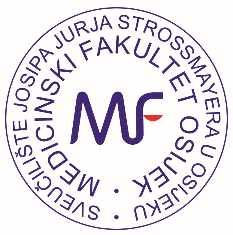 SVEUČILIŠTE JOSIPA JURJA STROSSMAYERA U OSIJEKU ·
MEDICINSKI FAKULTET OSIJEK ·
MF